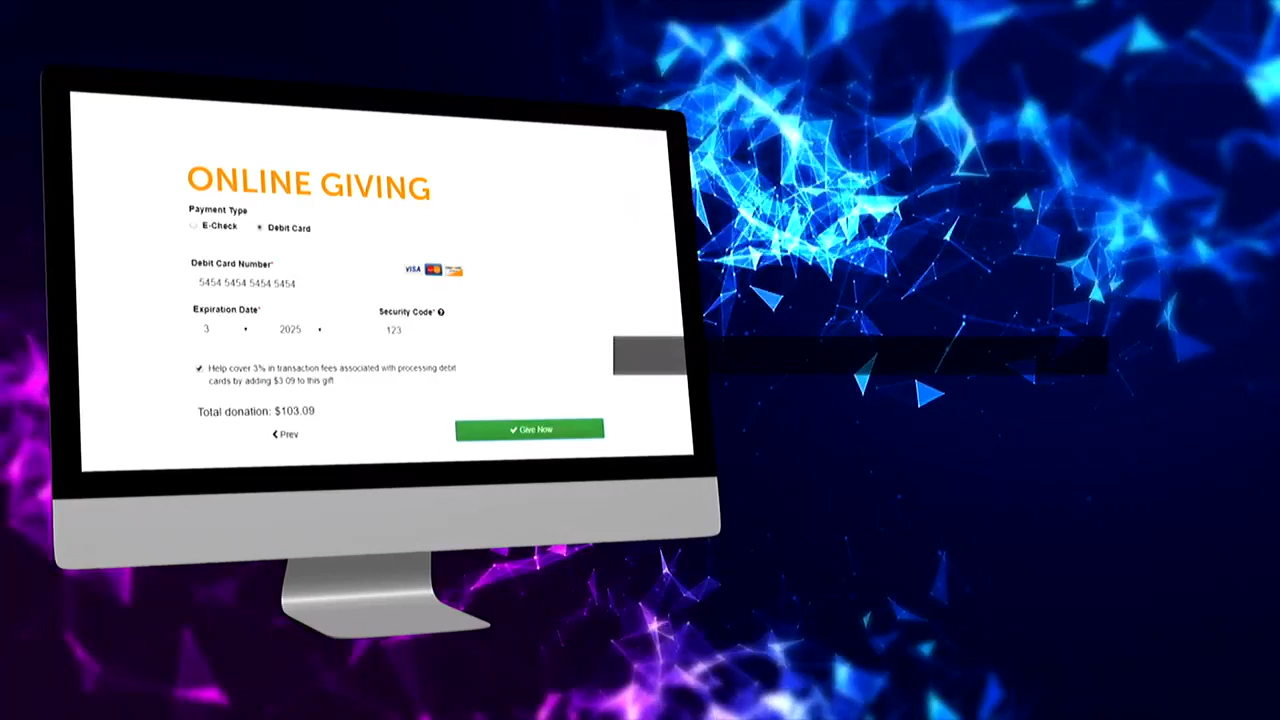 ONLINE GIVING
Payment Type
E-Check Debit Card
Debit Card Number*
VISA
5454 5454 5454 5454
Expiration Date* Security Code*
3 2025 123
Help cover 3% in transaction fees associated with processing debit
cards by adding $3.09 to this gift
Total donation: $103.09
Prev
Give Now